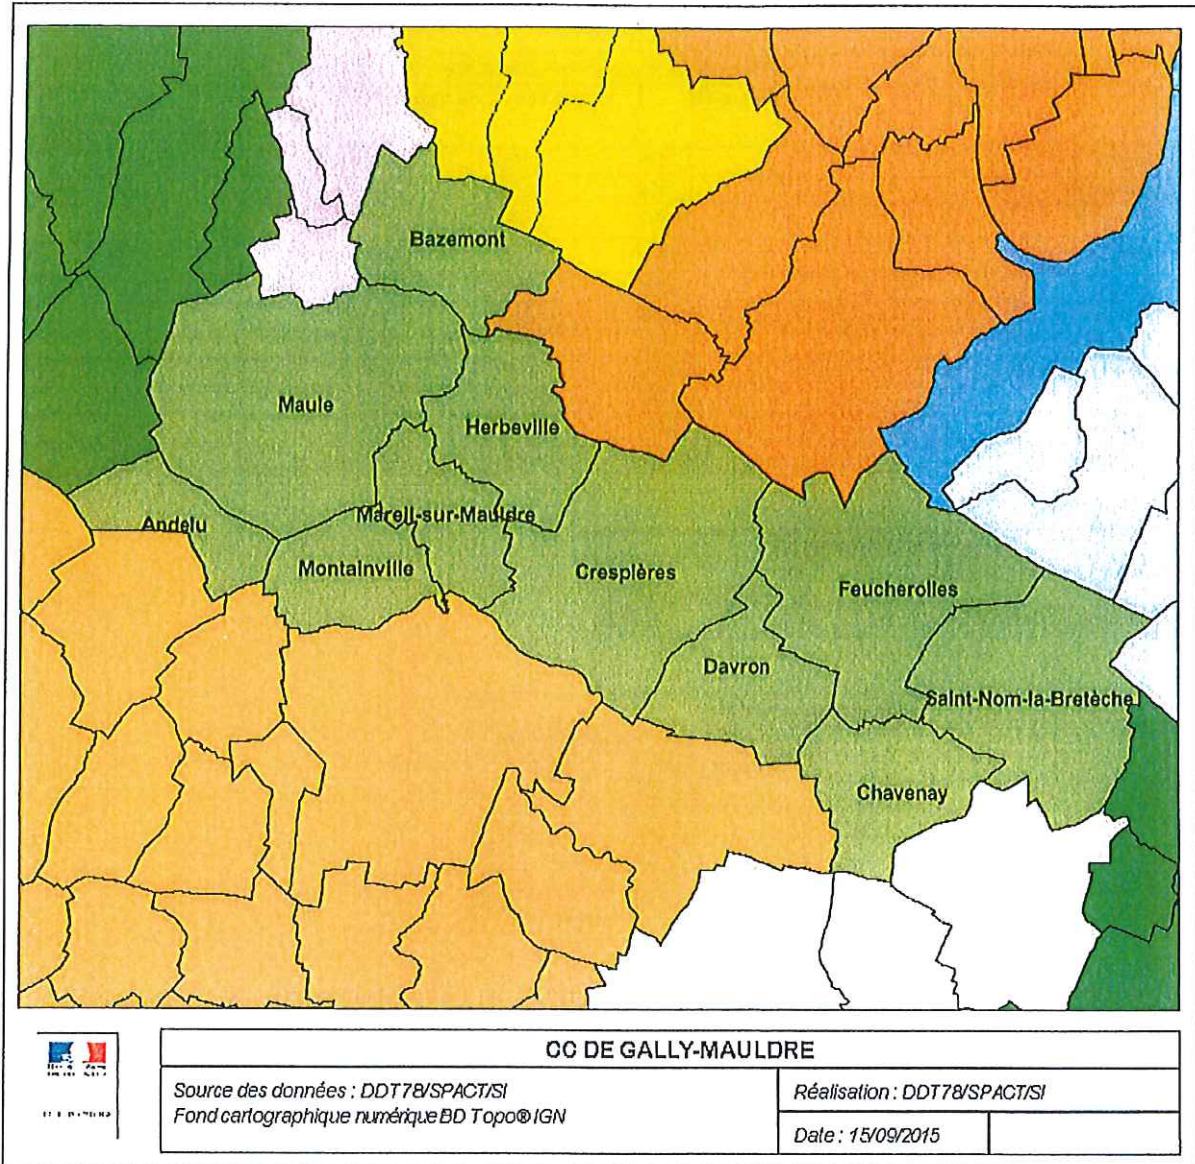 Bazemont
Maule
Herbeville
Andelu
Mareil-sur-Mauldre
Montainville
Crespières
Feucherolles
Davron
Saint-Nom-la-Bretèche
Chavenay
CC DE GALLY-MAULDRE
Source des données : DDT78/SPACT/SI
Fond cartographique numérique BD Topo® IGN
Réalisation : DDT78/SPACT/SI
Date : 15/09/2015